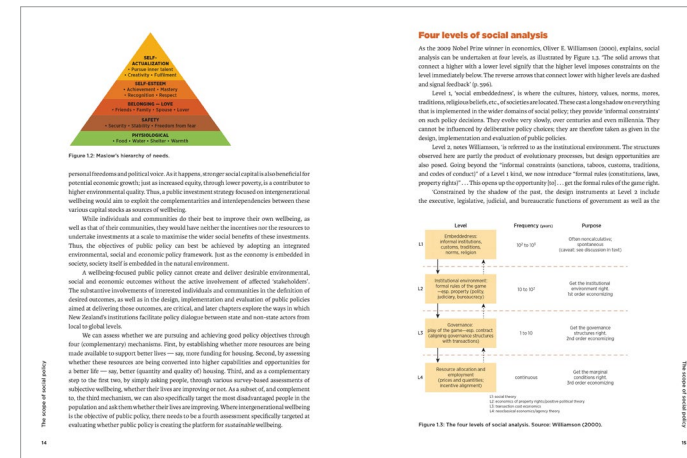 SELF-
ACTUALIZATION
• Pursue Inner Talent
• Creativity • Fulfilment
SELF-ESTEEM
• Achievement • Mastery
• Recognition • Respect
BELONGING — LOVE
• Friends • Family • Spouse • Lover
SAFETY
• Security • Stability • Freedom from fear
PHYSIOLOGICAL
• Food • Water • Shelter • Warmth
Figure 1.2: Maslow's hierarchy of needs.
personal freedoms and political voice. As it happens, stronger social capital is also beneficial for
potential economic growth; just as increased equity, through lower poverty, is a contributor to
higher environmental quality. Thus, a public investment strategy focused on intergenerational
wellbeing would aim to exploit the complementarities and interdependencies between these
various capital stocks as sources of wellbeing.
While individuals and communities do their best to improve their own wellbeing, as
well as that of their communities, they would have neither the incentives nor the resources to
undertake investments at a scale to maximise the wider social benefits of these investments.
Thus, the objectives of public policy can best be achieved by adopting an integrated
environmental, social and economic policy framework. Just as the economy is embedded in
society, society itself is embedded in the natural environment.
A wellbeing-focused public policy cannot create and deliver desirable environmental,
social and economic outcomes without the active involvement of affected 'stakeholders'.
The substantive involvements of interested individuals and communities in the definition of
desired outcomes, as well as in the design, implementation and evaluation of public policies
aimed at delivering those outcomes, are critical, and later chapters explore the ways in which
New Zealand's institutions facilitate policy dialogue between state and non-state actors from
local to global levels.
We can assess whether we are pursuing and achieving good policy objectives through
four (complementary) mechanisms. First, by establishing whether more resources are being
made available to support better lives — say, more funding for housing. Second, by assessing
whether these resources are being converted into higher capabilities and opportunities for
a better life — say, better (quantity and quality of) housing. Third, and as a complementary
step to the first two, by simply asking people, through various survey-based assessments of
subjective wellbeing, whether their lives are improving or not. As a subset of, and complement
to, the third mechanism, we can also specifically target the most disadvantaged people in the
population and ask them whether their lives are improving. Where intergenerational wellbeing
is the objective of public policy, there needs to be a fourth assessment specifically targeted at
evaluating whether public policy is creating the platform for sustainable wellbeing.
The scope of social policy
14
Four levels of social analysis
As the 2009 Nobel Prize winner in economics, Oliver E. Williamson (2000), explains, social
analysis can be undertaken at four levels, as illustrated by Figure 1.3. 'The solid arrows that
connect a higher with a lower level signify that the higher level imposes constraints on the
level immediately below. The reverse arrows that connect lower with higher levels are dashed
and signal feedback' (p. 596).
Level 1, 'social embeddedness', is where the cultures, history, values, norms, mores,
traditions, religious beliefs, etc., of societies are located. These cast a long shadow on everything
that is implemented in the wider domains of social policy; they provide 'informal constraints'
on such policy decisions. They evolve very slowly, over centuries and even millennia. They
cannot be influenced by deliberative policy choices; they are therefore taken as given in the
design, implementation and evaluation of public policies.
Level 2, notes Williamson, 'is referred to as the institutional environment. The structures
observed here are partly the product of evolutionary processes, but design opportunities are
also posed. Going beyond the "informal constraints (sanctions, taboos, customs, traditions,
and codes of conduct)" of a Level 1 kind, we now introduce "formal rules (constitutions, laws,
property rights)" . . . This opens up the opportunity [to] . . . get the formal rules of the game right.
'Constrained by the shadow of the past, the design instruments at Level 2 include
the executive, legislative, judicial, and bureaucratic functions of government as well as the
Level
Frequency (years)
Purpose
L1
Embeddedness:
informal institutions,
customs, traditions,
norms, religion
10² to 10³
Often noncalculative;
spontaneous
(caveat: see discussion in text)
L2
Institutional environment:
formal rules of the game
—esp. property (polity,
judiciary, bureaucracy)
10 to 10²
Get the institutional
environment right.
1st order economizing
L3
Governance:
play of the game—esp. contract
(aligning governance structures
with transactions)
1 to 10
Get the governance
structures right.
2nd order economizing
L4
Resource allocation and
employment
(prices and quantities;
incentive alignment)
continuous
Get the marginal
conditions right.
3rd order economizing
L1: social theory
L2: economics of property rights/positive political theory
L3: transaction cost economics
L4: neoclassical economics/agency theory
Figure 1.3: The four levels of social analysis. Source: Williamson (2000).
The scope of social policy
15